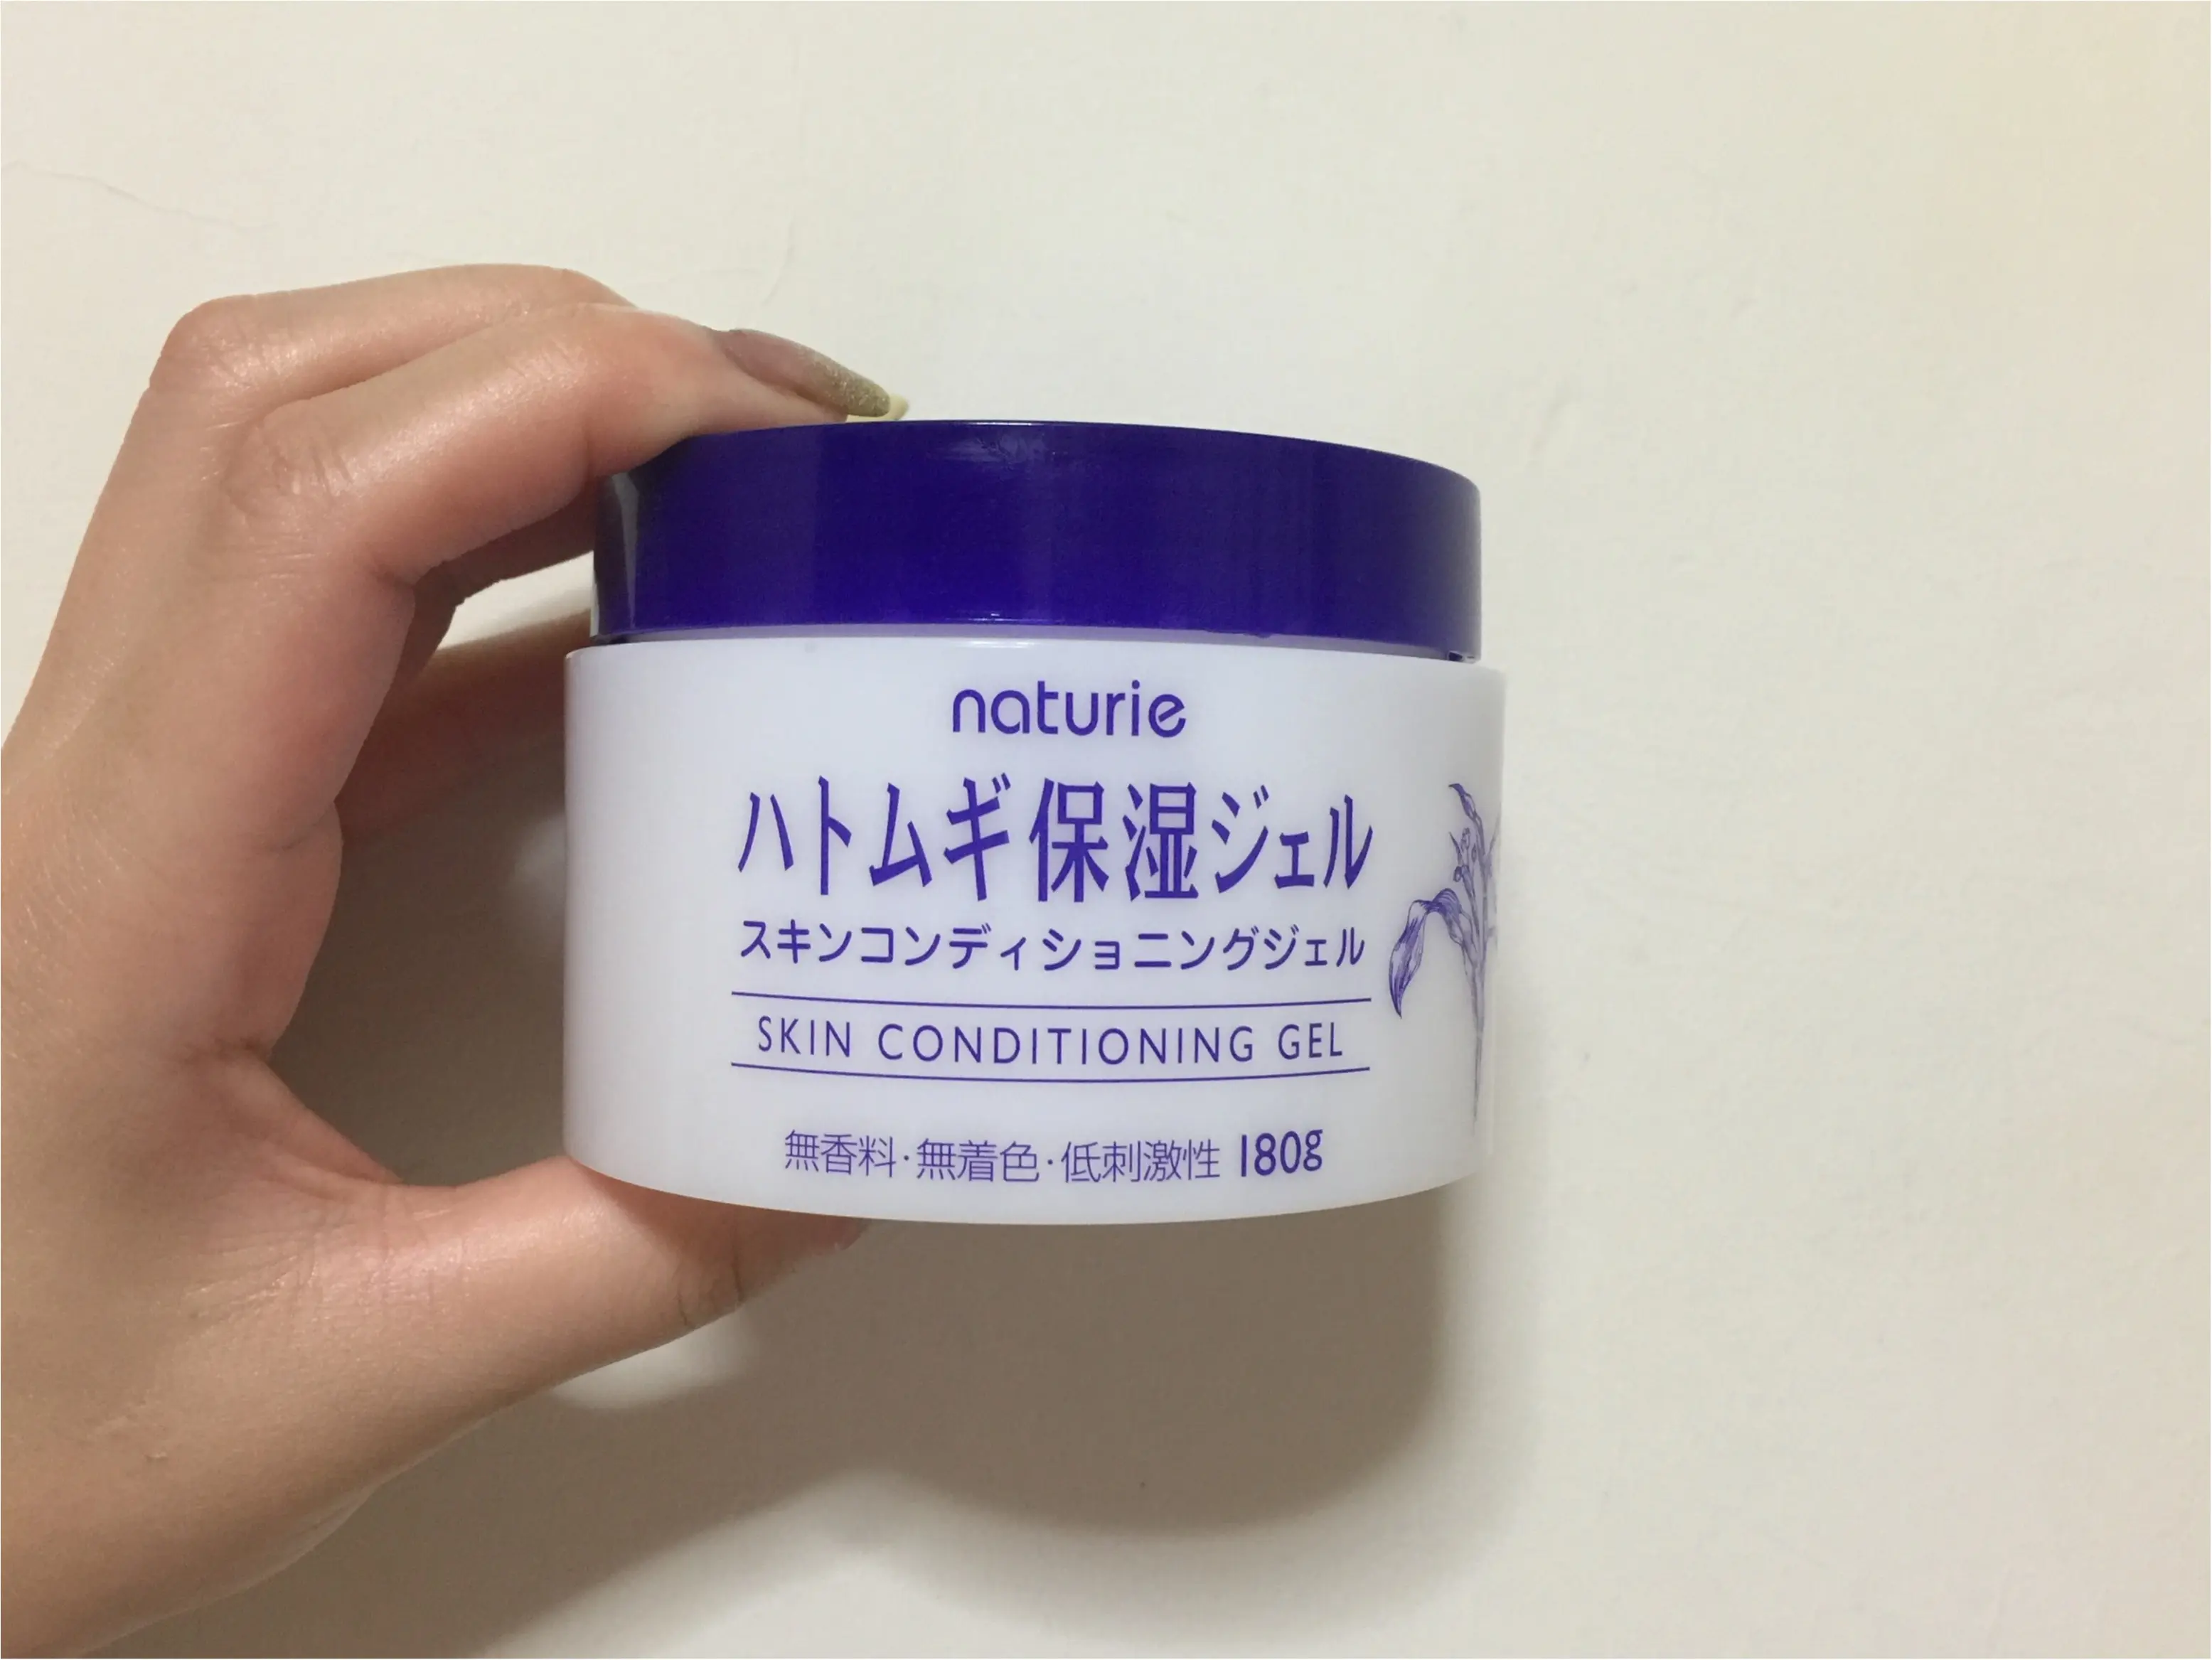 naturie
ハトムギ保湿ジェル
スキンコンディショニングジェル
SKIN CONDITIONING GEL
無香料·無着色·低刺激性 180g